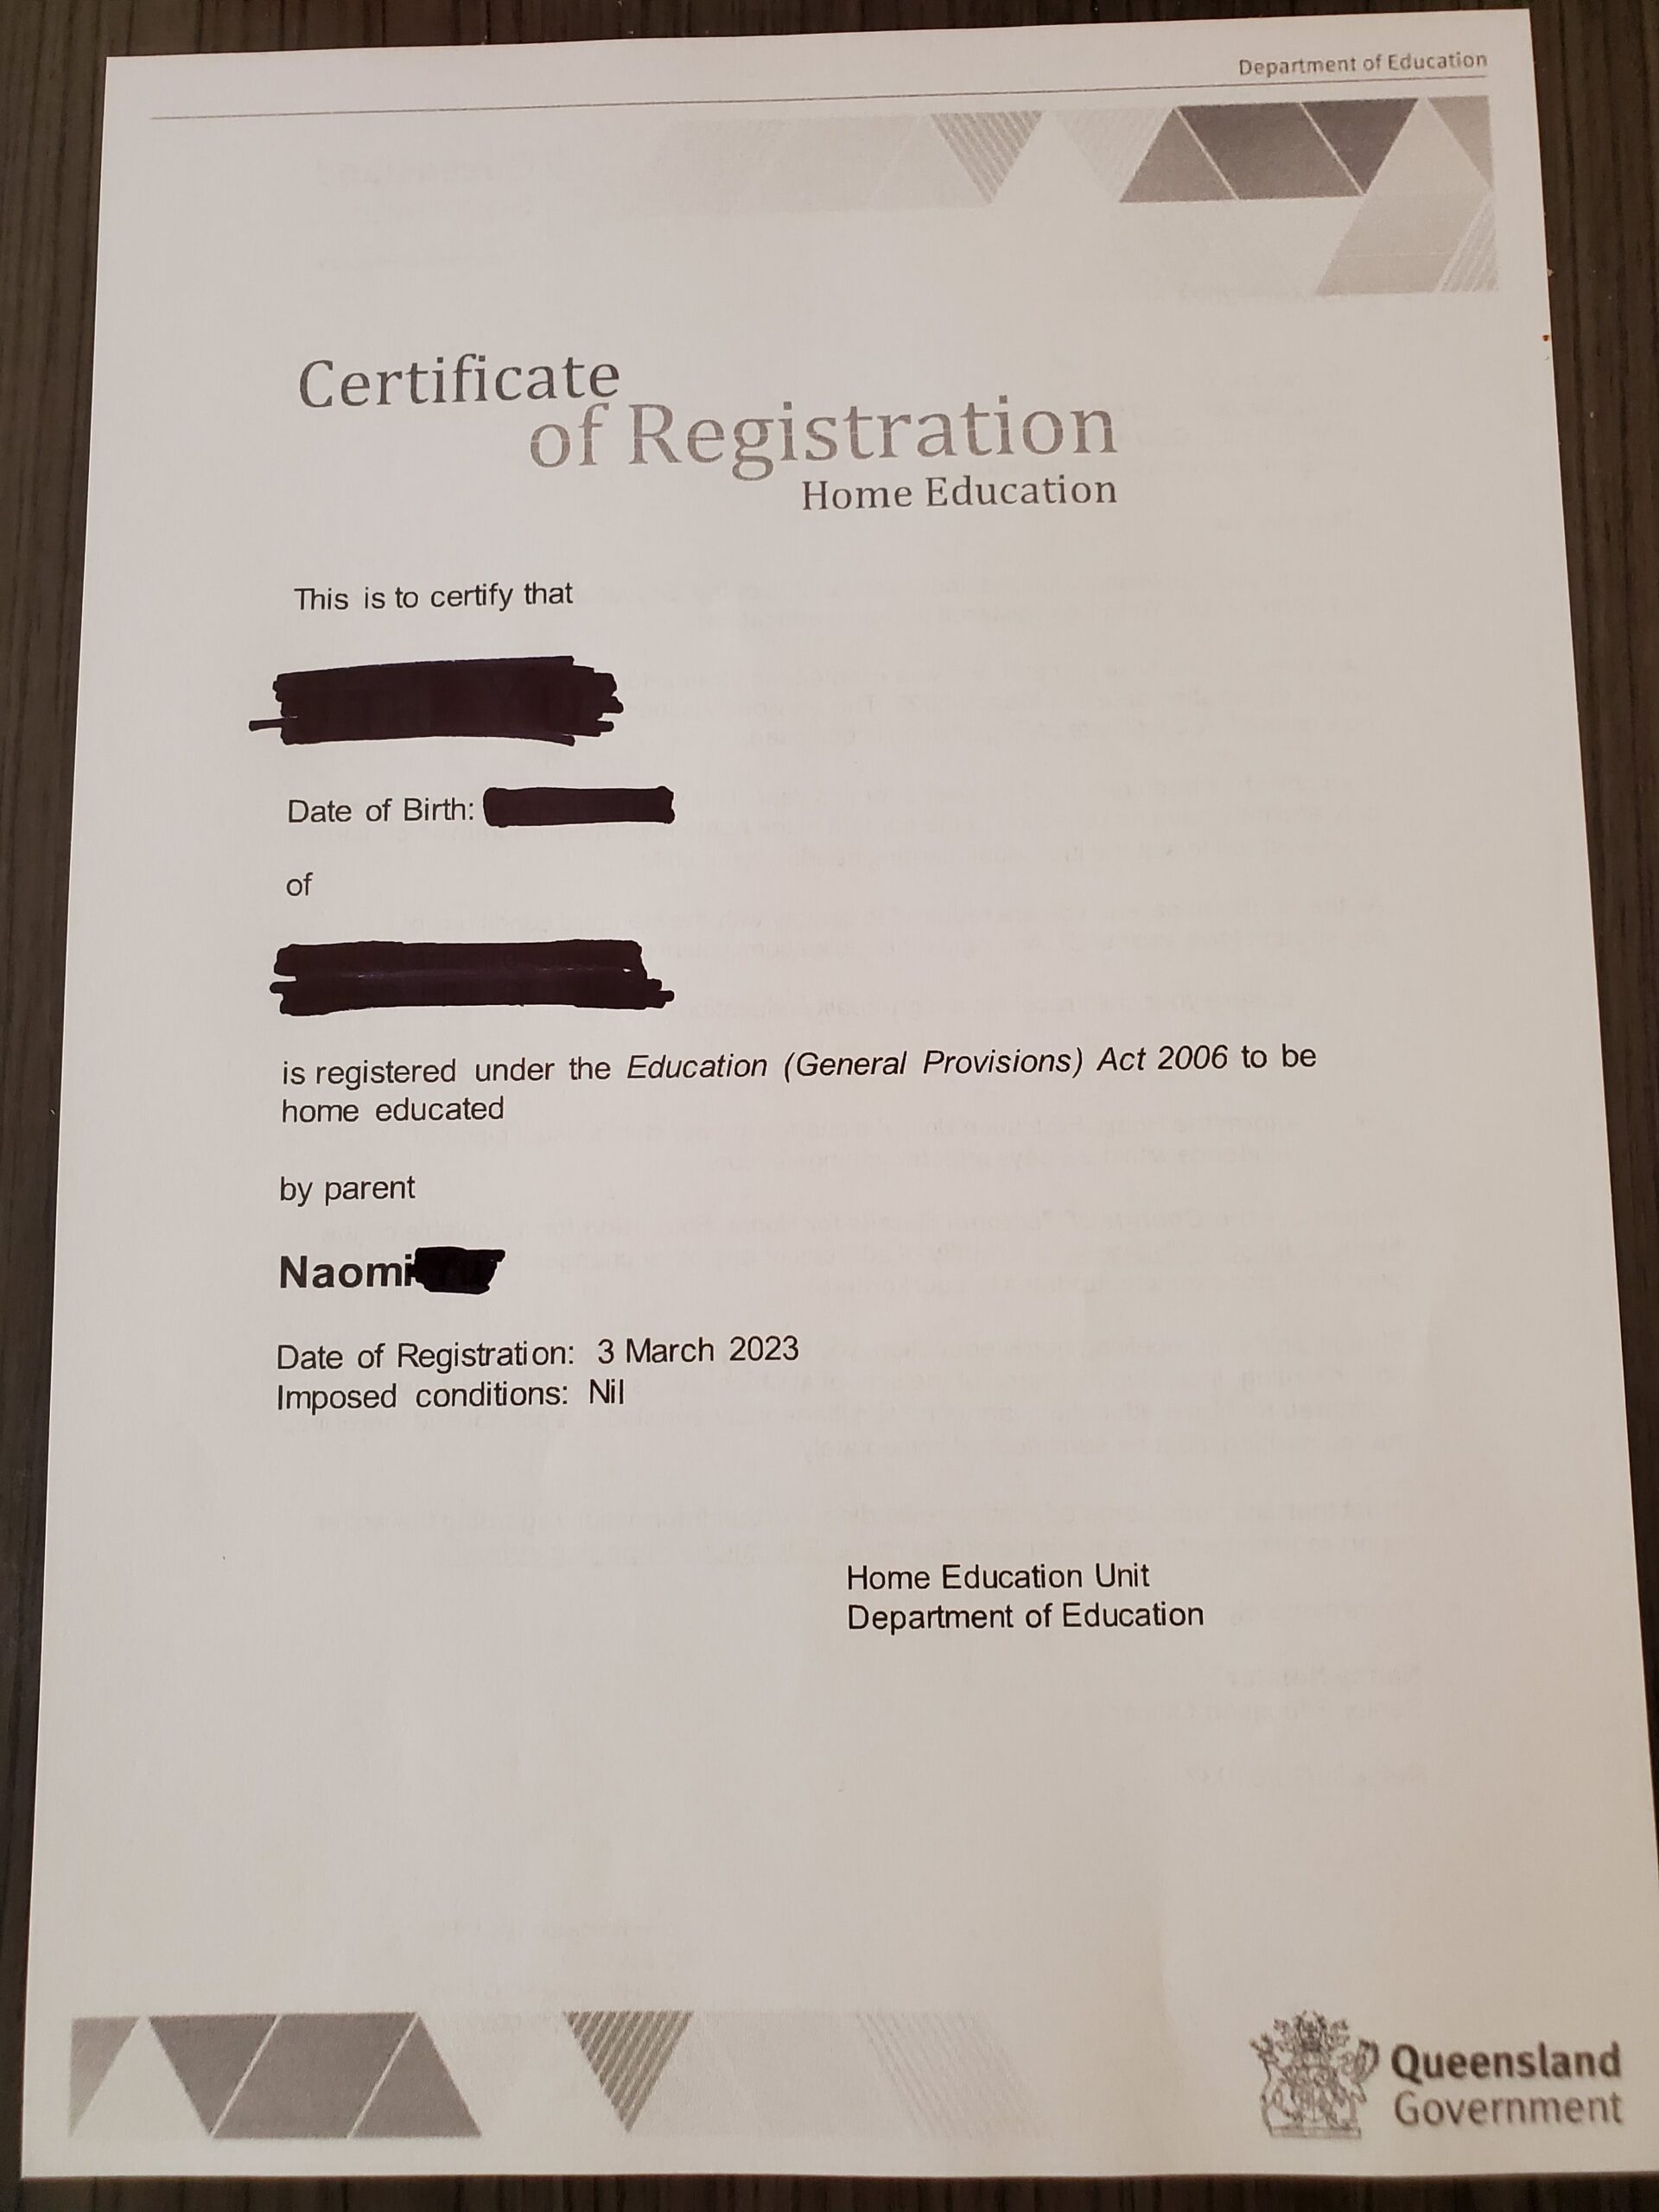 Department of Education
Certificate
of Registration
Home Education
This is to certify that
Date of Birth:
of
is registered under the Education (General Provisions) Act 2006 to be
home educated
by parent
Naomi
Date of Registration: 3 March 2023
Imposed conditions: Nil
Home Education Unit
Department of Education
Queensland
Government